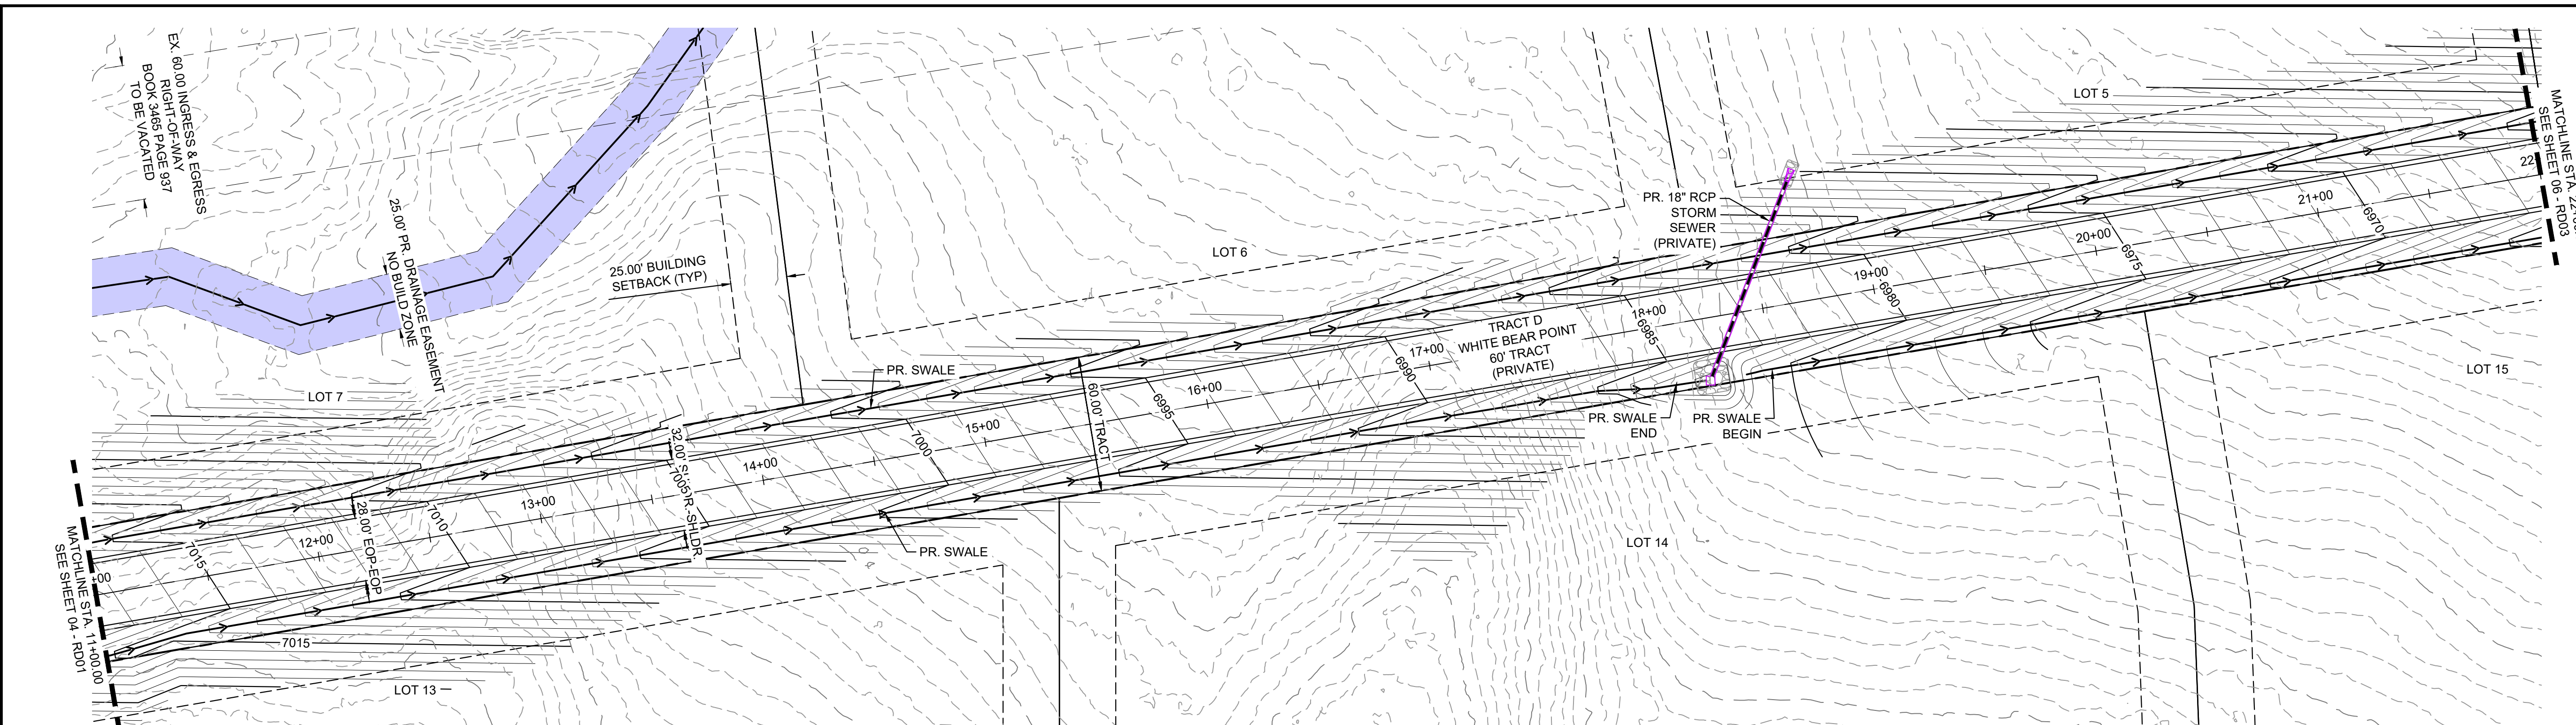 EX. 60.00 INGRESS & EGRESS
RIGHT-OF-WAY
BOOK 3465 PAGE 937
TO BE VACATED
25.00' PR. DRAINAGE EASEMENT
NO BUILD ZONE
25.00' BUILDING
SETBACK (TYP)
LOT 7
LOT 6
LOT 5
PR. 18" RCP
STORM
SEWER
(PRIVATE)
MATCHLINE STA. 22+00
SEE SHEET 06 - RD03
22
21+00
20+00
19+00
18+00
17+00
16+00
15+00
14+00
13+00
12+00
+00
6970
6975
6980
6985
6990
6995
7000
7005
7010
7015
TRACT D
WHITE BEAR POINT
60' TRACT
(PRIVATE)
PR. SWALE
60.00' TRACT
32.00' SHLDR.-SHLDR.
28.00' EOP-EOP
PR. SWALE
END
PR. SWALE
BEGIN
PR. SWALE
LOT 15
LOT 14
LOT 13
7015
MATCHLINE STA. 11+00.00
SEE SHEET 04 - RD01